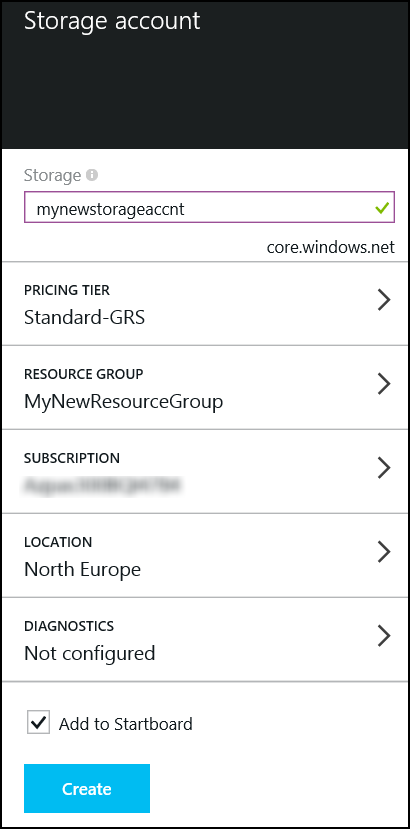 Storage account
Storage
mynewstorageaccnt
core.windows.net
PRICING TIER
Standard-GRS
RESOURCE GROUP
MyNewResourceGroup
SUBSCRIPTION
LOCATION
North Europe
DIAGNOSTICS
Not configured
Add to Startboard
Create